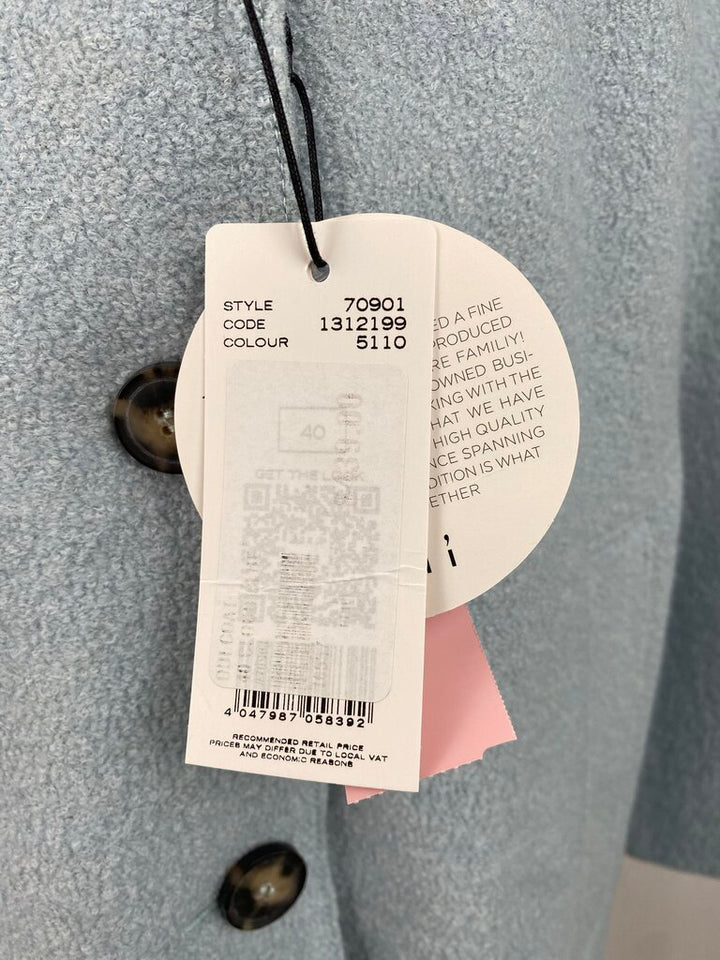 STYLE 70901
CODE 1312199
COLOUR 5110
40
GET THE LOOK
4 047987 058392
RECOMMENDED RETAIL PRICE
PRICES MAY DIFFER DUE TO LOCAL VAT
AND ECONOMIC REASONS
ED A FINE
PRODUCED
RE FAMILIY!
OWNED BUSI-
KING WITH THE
HAT WE HAVE
HIGH QUALITY
NCE SPANNING
DITION IS WHAT
ETHER